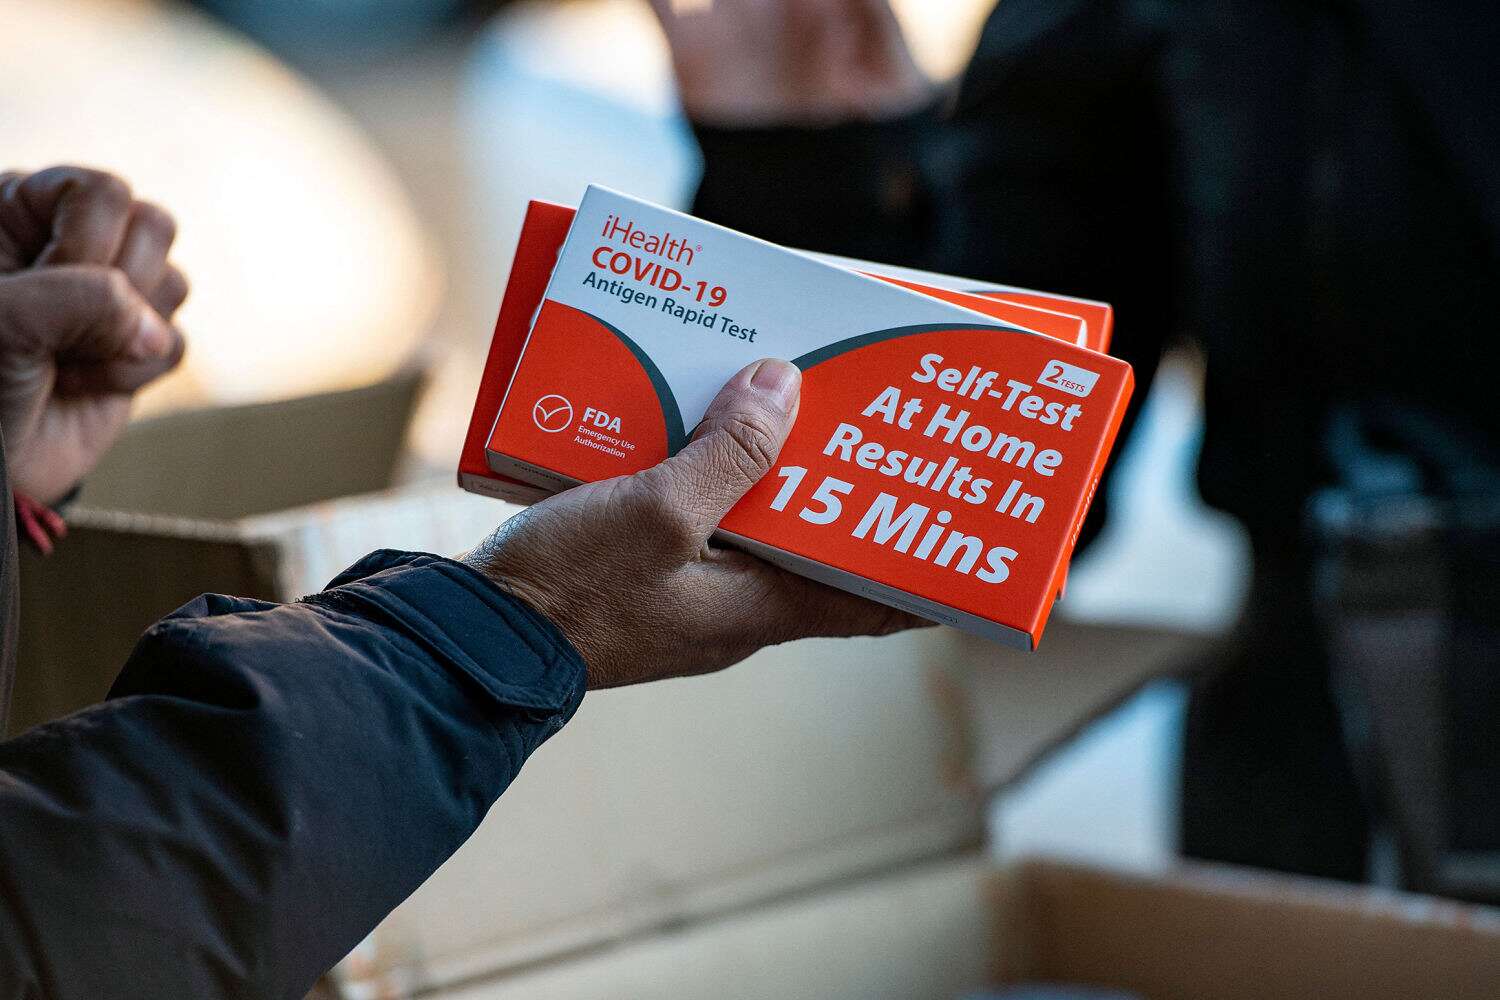 iHealth®
COVID-19
Antigen Rapid Test
FDA
Emergency Use
Authorization
2 TESTS
Self-Test
At Home
Results In
15 Mins